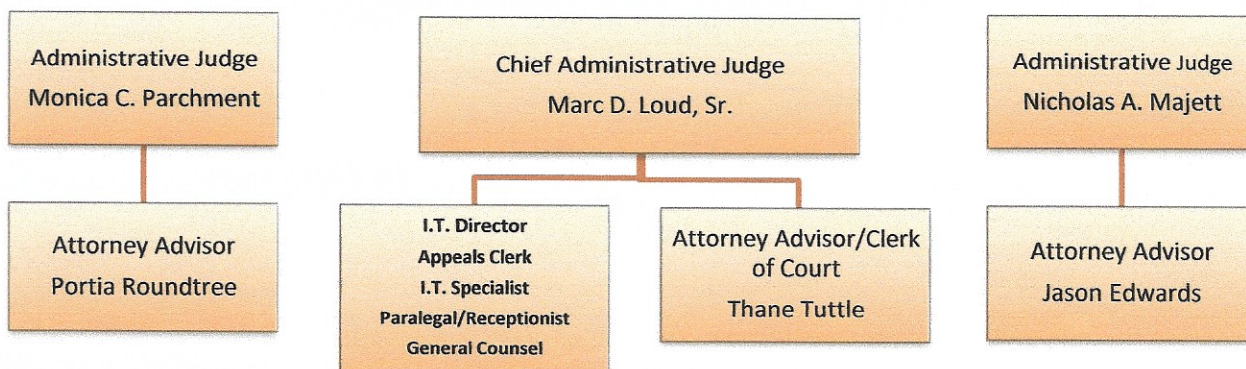 Administrative Judge
Monica C. Parchment
Chief Administrative Judge
Marc D. Loud, Sr.
Administrative Judge
Nicholas A. Majett
Attorney Advisor
Portia Roundtree
I.T. Director
Appeals Clerk
I.T. Specialist
Paralegal/Receptionist
General Counsel
Attorney Advisor/Clerk
of Court
Thane Tuttle
Attorney Advisor
Jason Edwards